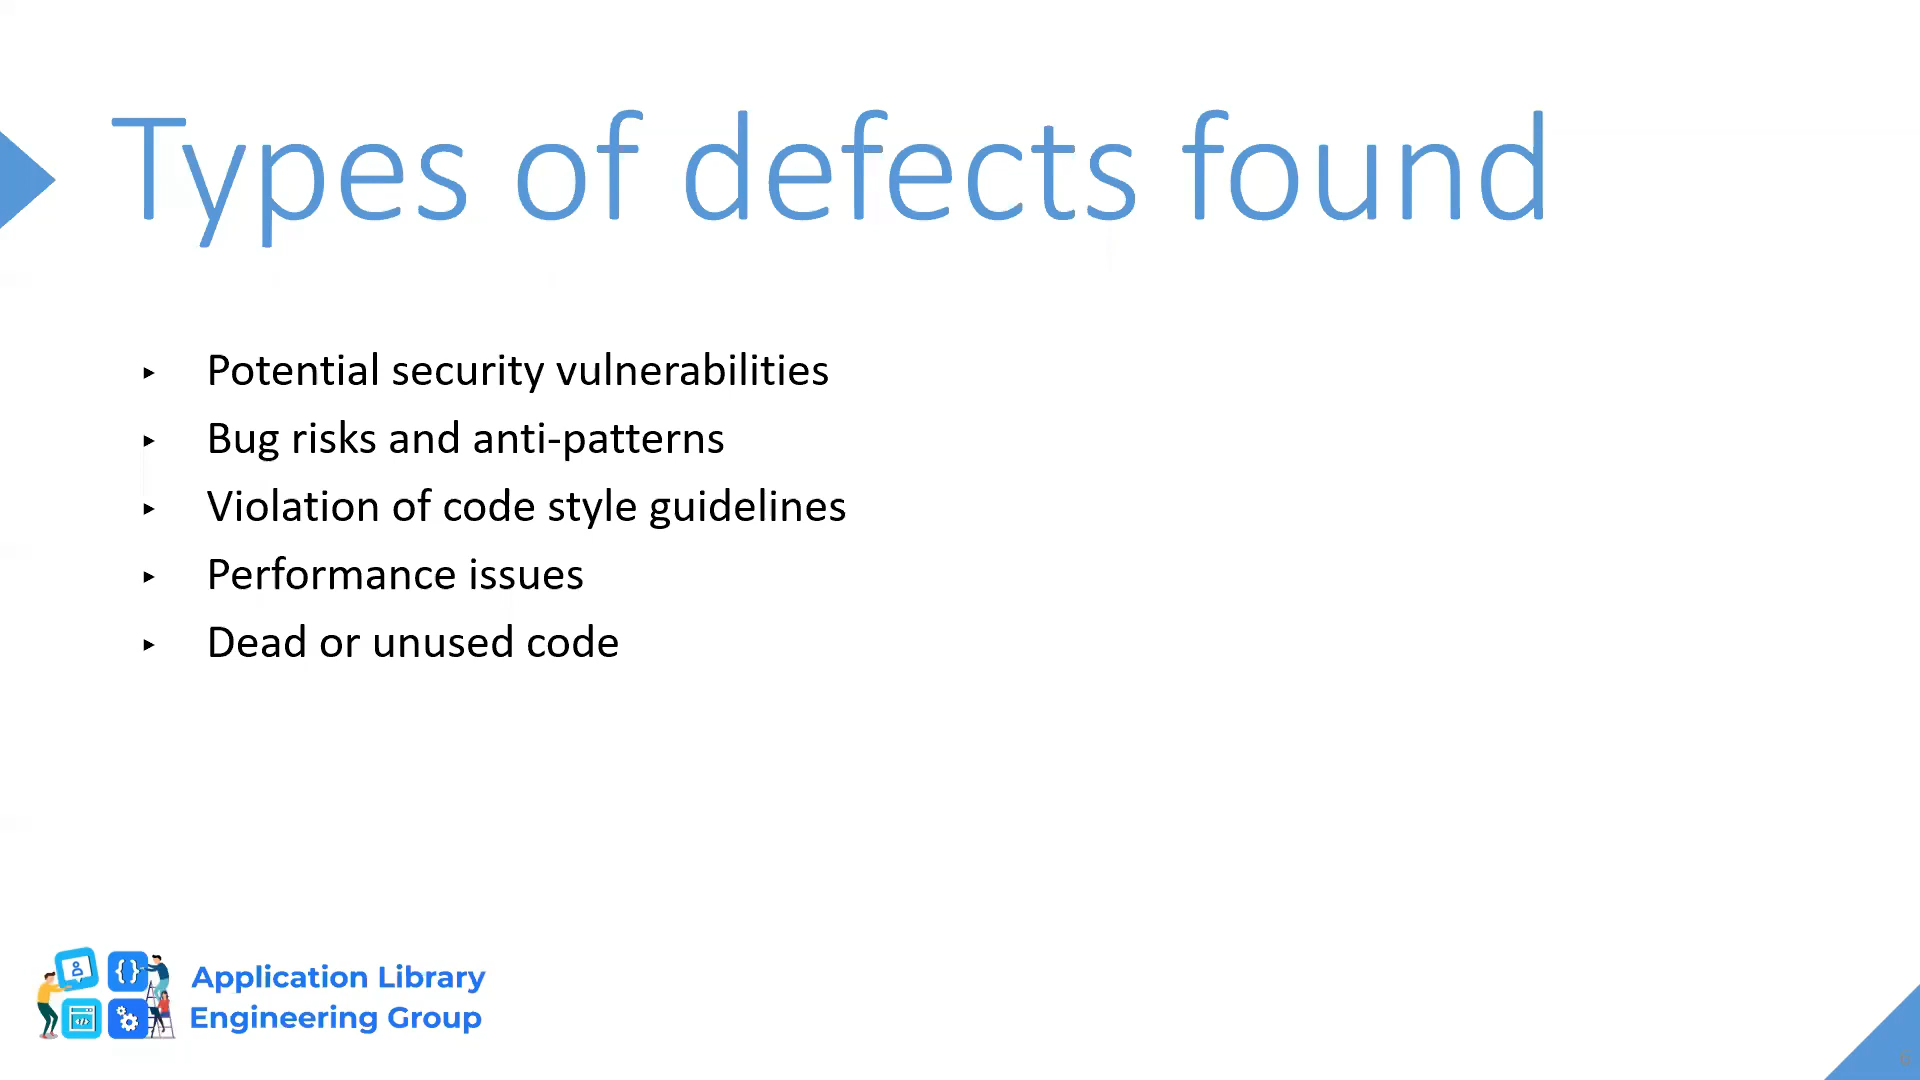 Types of defects found
‣ Potential security vulnerabilities
‣ Bug risks and anti-patterns
‣ Violation of code style guidelines
‣ Performance issues
‣ Dead or unused code
Application Library
Engineering Group